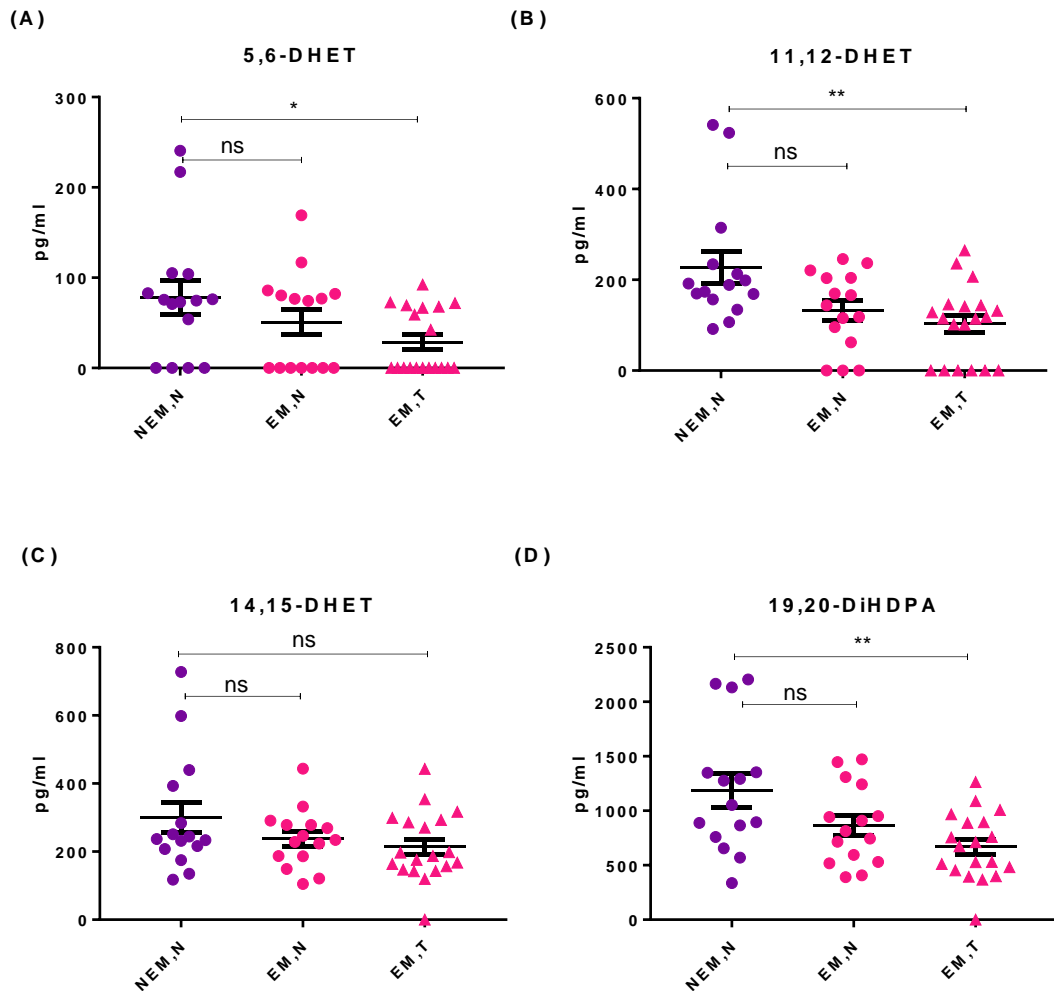 (A)
5,6-DHET
300
200
100
0
pg/ml
*
ns
NEM,N
EM,N
EM,T
(B)
11,12-DHET
600
400
200
0
pg/ml
**
ns
NEM,N
EM,N
EM,T
(C)
14,15-DHET
800
600
400
200
0
pg/ml
ns
ns
NEM,N
EM,N
EM,T
(D)
19,20-DiHDPA
2500
2000
1500
1000
500
0
pg/ml
**
ns
NEM,N
EM,N
EM,T